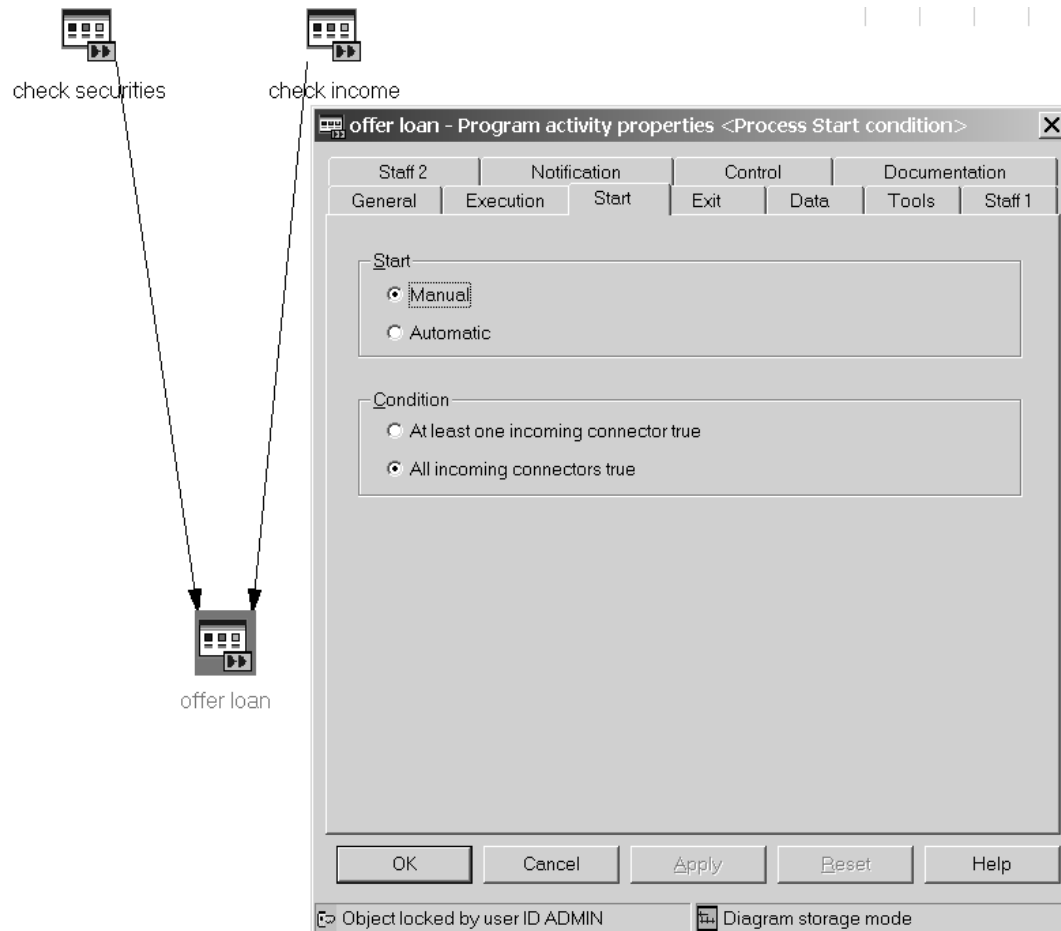 check securities
check income
offer loan
offer loan - Program activity properties <Process Start condition>
Staff 2
Notification
Control
Documentation
General
Execution
Start
Exit
Data
Tools
Staff 1
Start
Manual
Automatic
Condition
At least one incoming connector true
All incoming connectors true
OK
Cancel
Apply
Reset
Help
Object locked by user ID ADMIN
Diagram storage mode